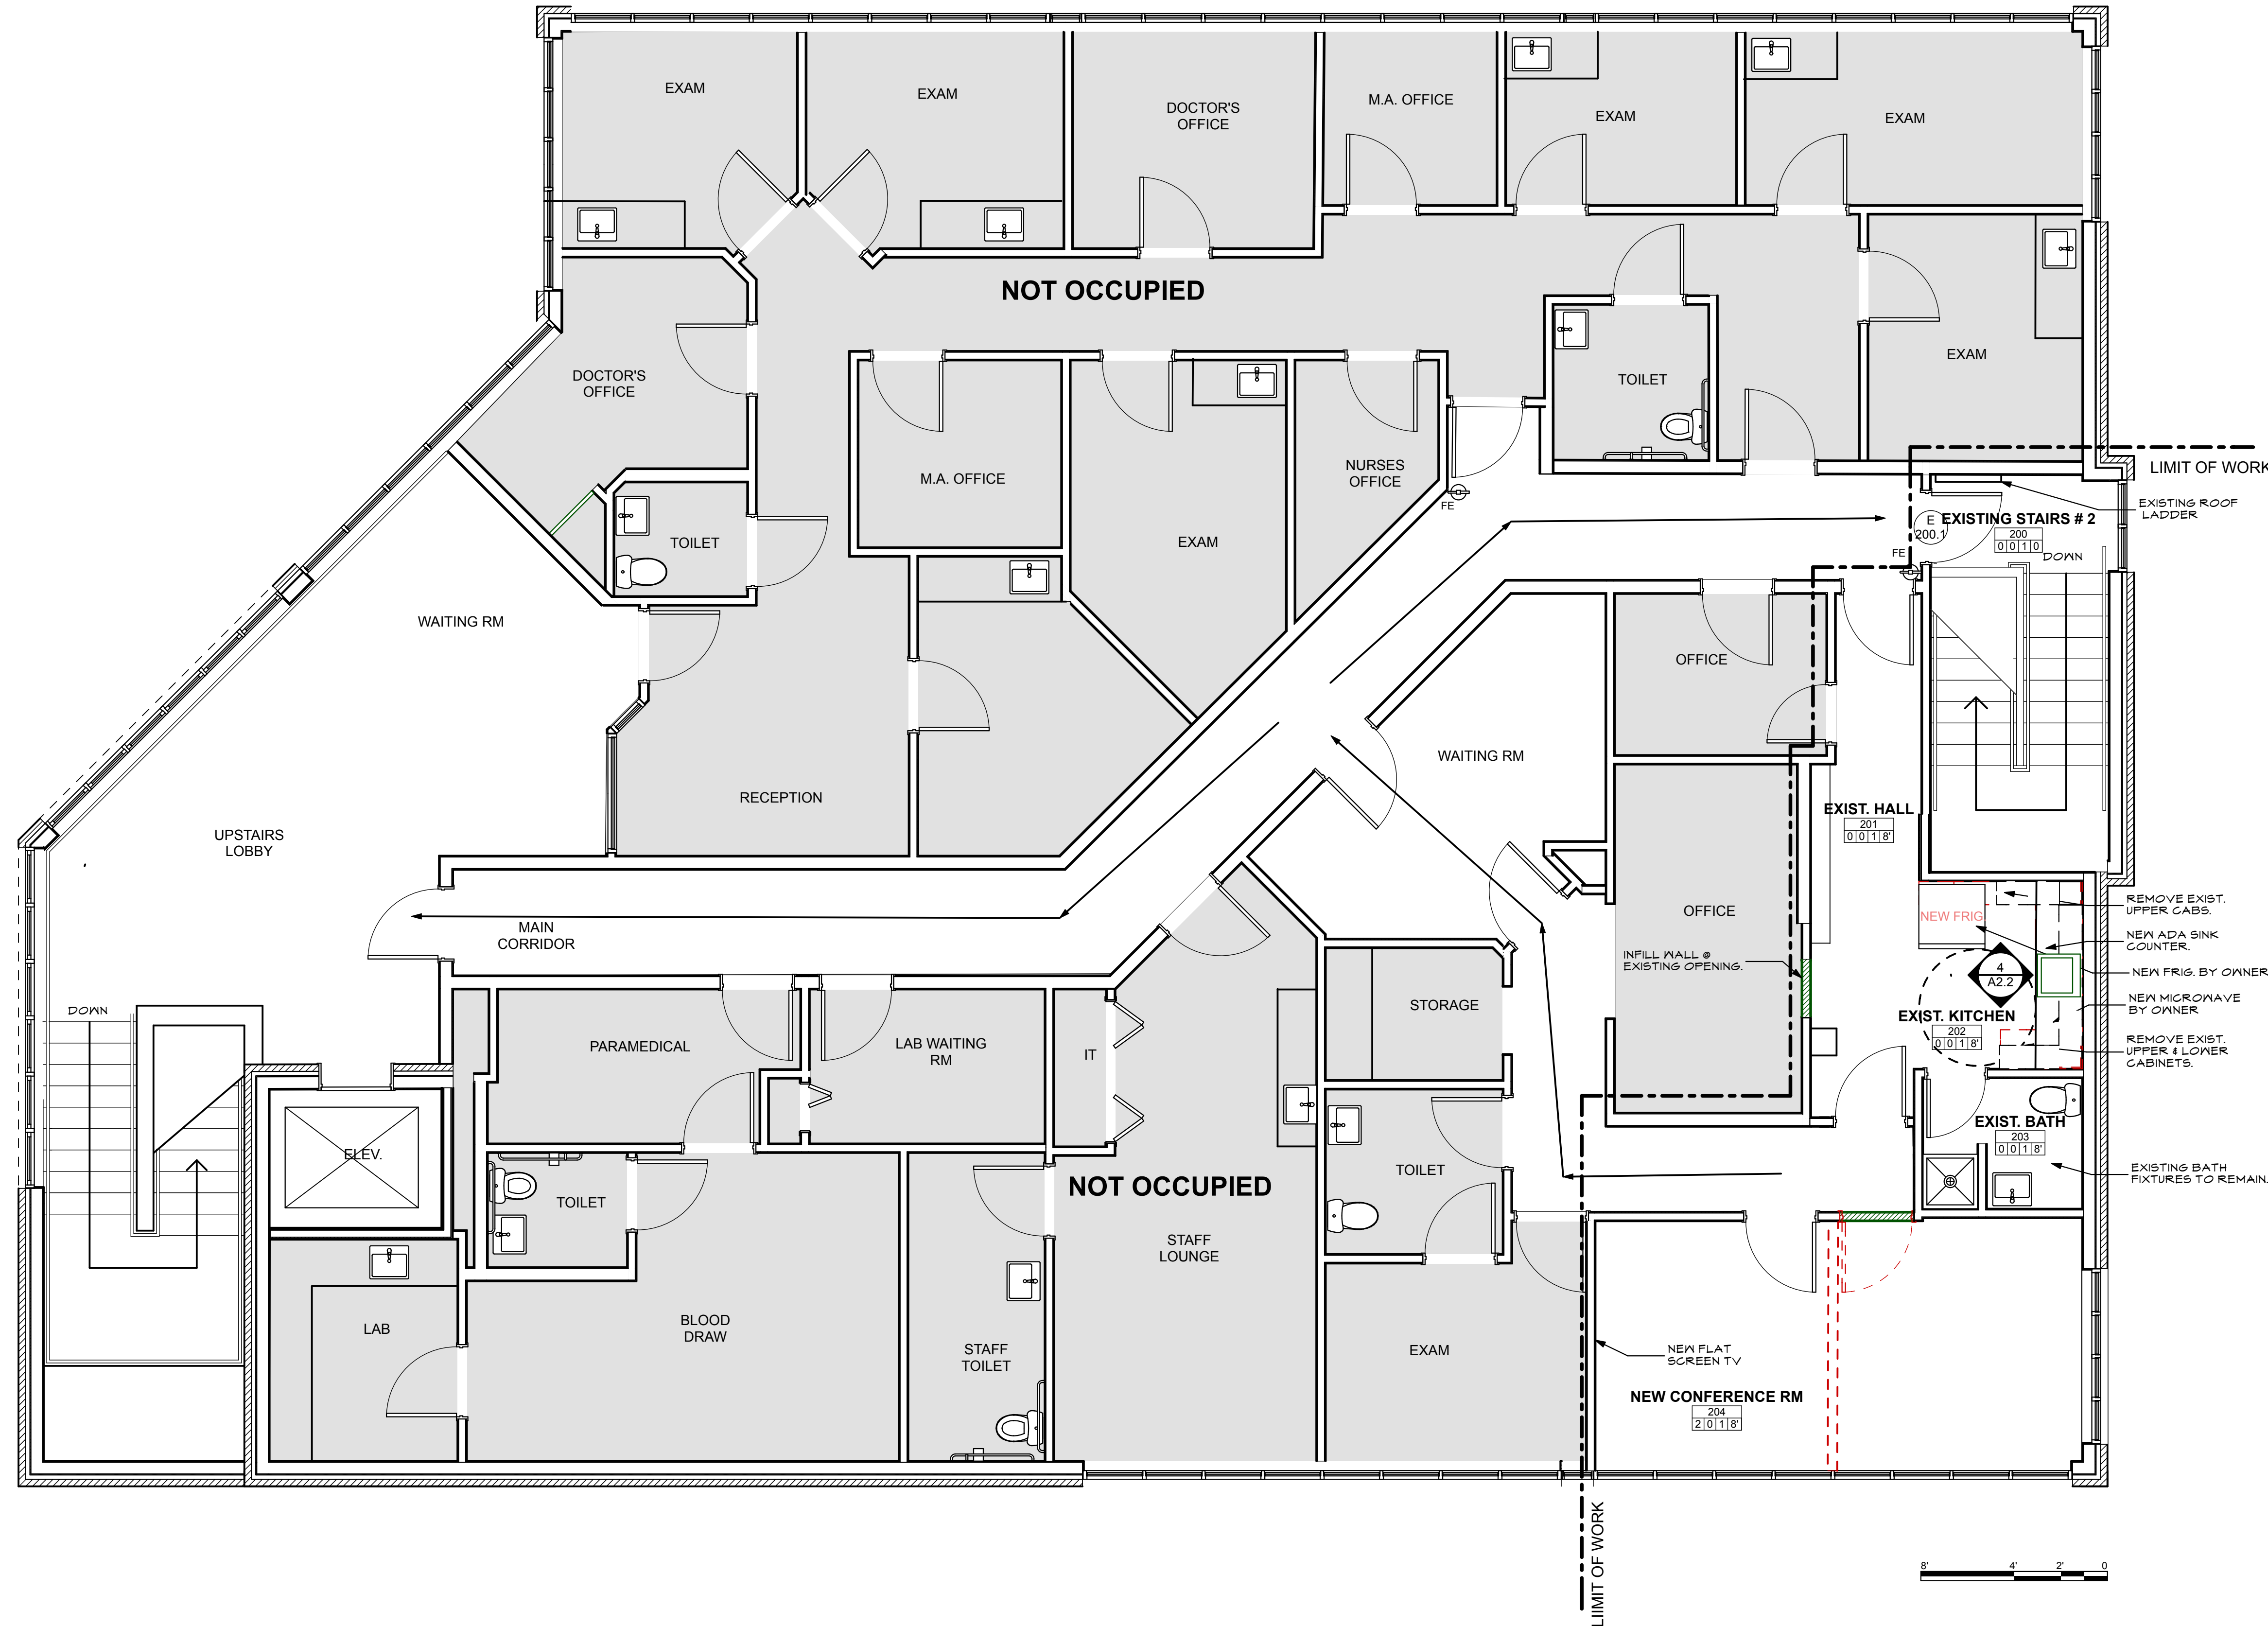 EXAM
EXAM
DOCTOR'S
OFFICE
M.A. OFFICE
EXAM
EXAM
NOT OCCUPIED
DOCTOR'S
OFFICE
TOILET
EXAM
M.A. OFFICE
NURSES
OFFICE
FE
LIMIT OF WORK
EXISTING ROOF
LADDER
E
200.1
EXISTING STAIRS # 2
200
0 0 1 0
DOWN
FE
TOILET
EXAM
WAITING RM
OFFICE
WAITING RM
RECEPTION
UPSTAIRS
LOBBY
EXIST. HALL
201
0 0 1 8'
OFFICE
NEW FRIG
REMOVE EXIST.
UPPER CABS.
NEW ADA SINK
COUNTER.
NEW FRIG. BY OWNER
NEW MICROWAVE
BY OWNER
REMOVE EXIST.
UPPER & LOWER
CABINETS.
4
A2.2
EXIST. KITCHEN
202
0 0 1 8'
INFILL WALL @
EXISTING OPENING.
MAIN
CORRIDOR
DOWN
PARAMEDICAL
LAB WAITING
RM
IT
STORAGE
ELEV.
TOILET
NOT OCCUPIED
TOILET
EXIST. BATH
203
0 0 1 8'
EXISTING BATH
FIXTURES TO REMAIN.
STAFF
LOUNGE
LAB
BLOOD
DRAW
STAFF
TOILET
EXAM
NEW FLAT
SCREEN TV
NEW CONFERENCE RM
204
2 0 1 8'
LIIMIT OF WORK
8' 4' 2' 0